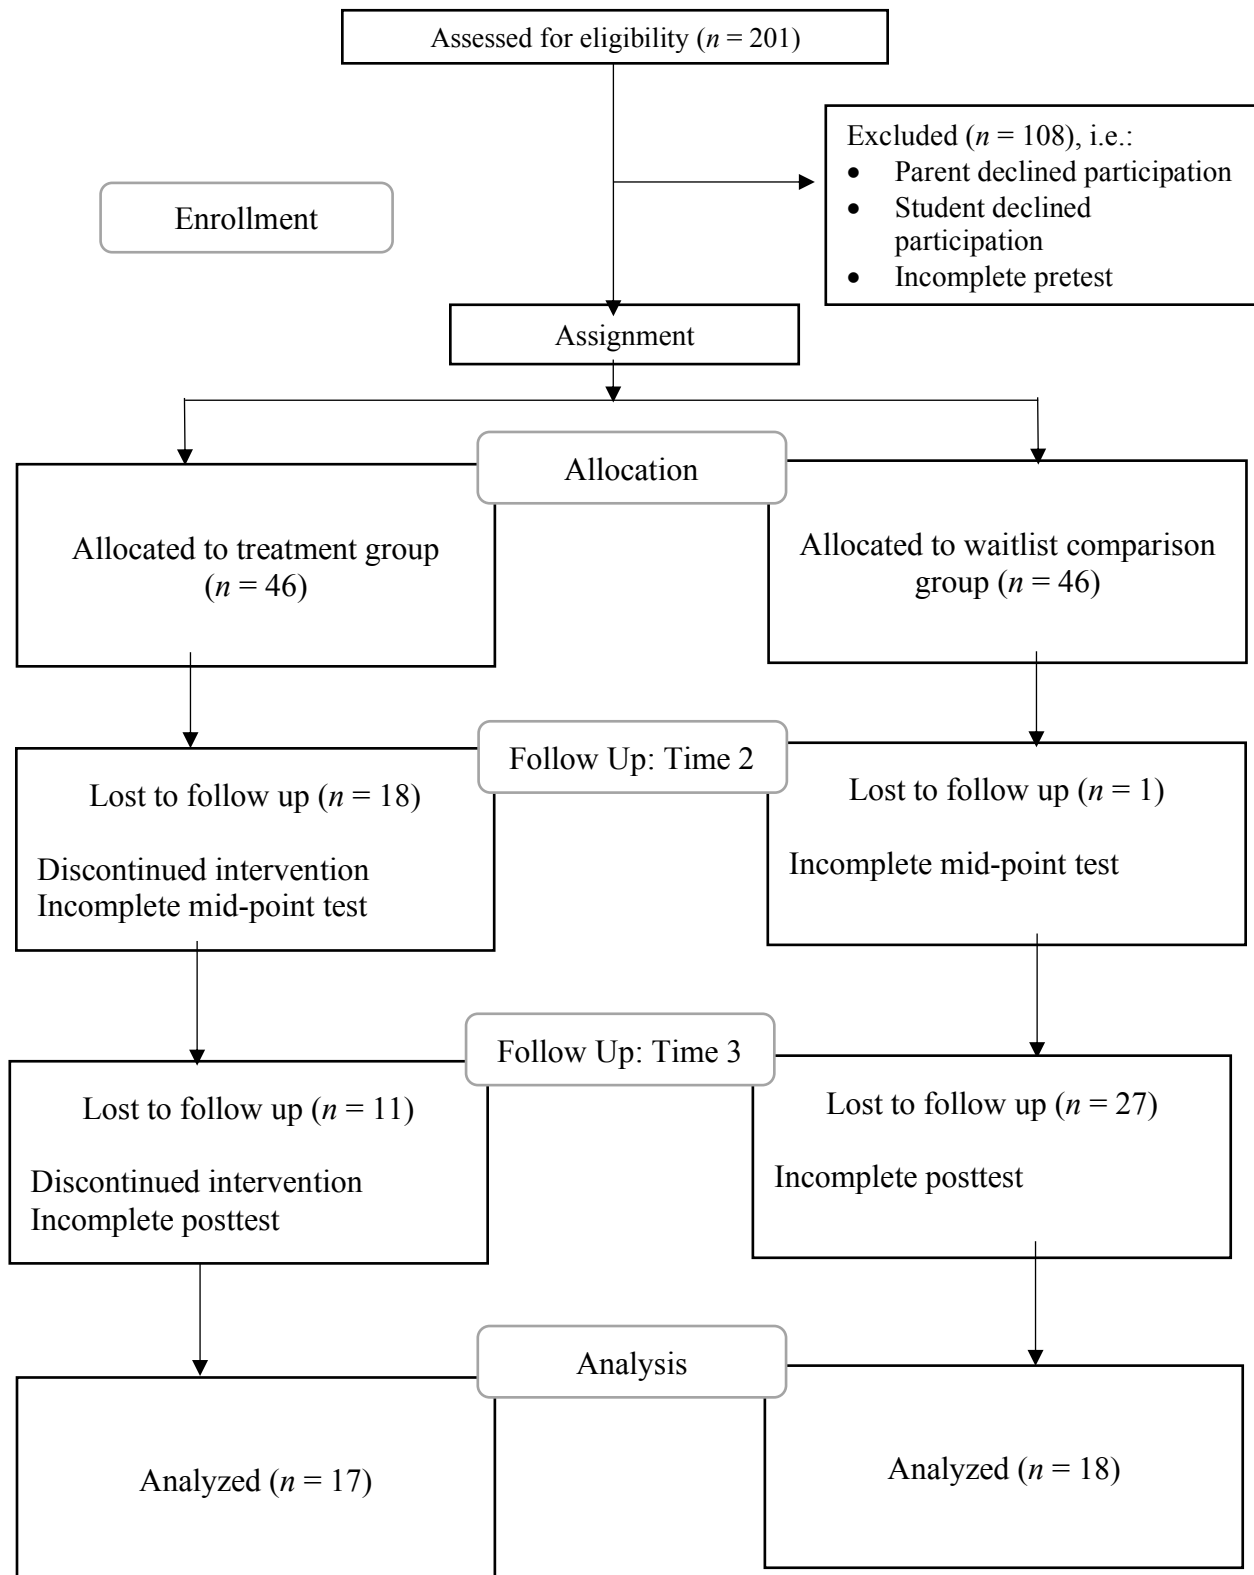 Assessed for eligibility (n = 201)
Excluded (n = 108), i.e.:
• Parent declined participation
• Student declined
participation
• Incomplete pretest
Enrollment
Assignment
Allocation
Allocated to treatment group
(n = 46)
Allocated to waitlist comparison
group (n = 46)
Follow Up: Time 2
Lost to follow up (n = 18)
Discontinued intervention
Incomplete mid-point test
Lost to follow up (n = 1)
Incomplete mid-point test
Follow Up: Time 3
Lost to follow up (n = 11)
Discontinued intervention
Incomplete posttest
Lost to follow up (n = 27)
Incomplete posttest
Analysis
Analyzed (n = 17)
Analyzed (n = 18)